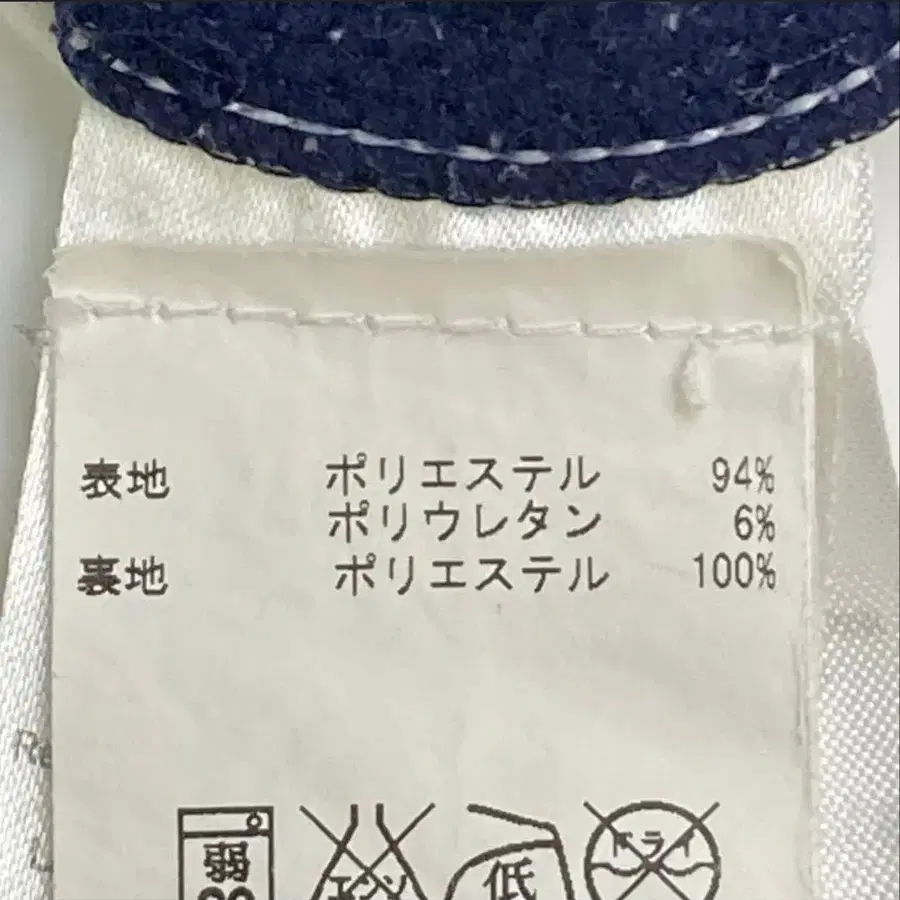 表地 ポリエステル 94%
ポリウレタン 6%
裏地 ポリエステル 100%
弱 低 ドライ